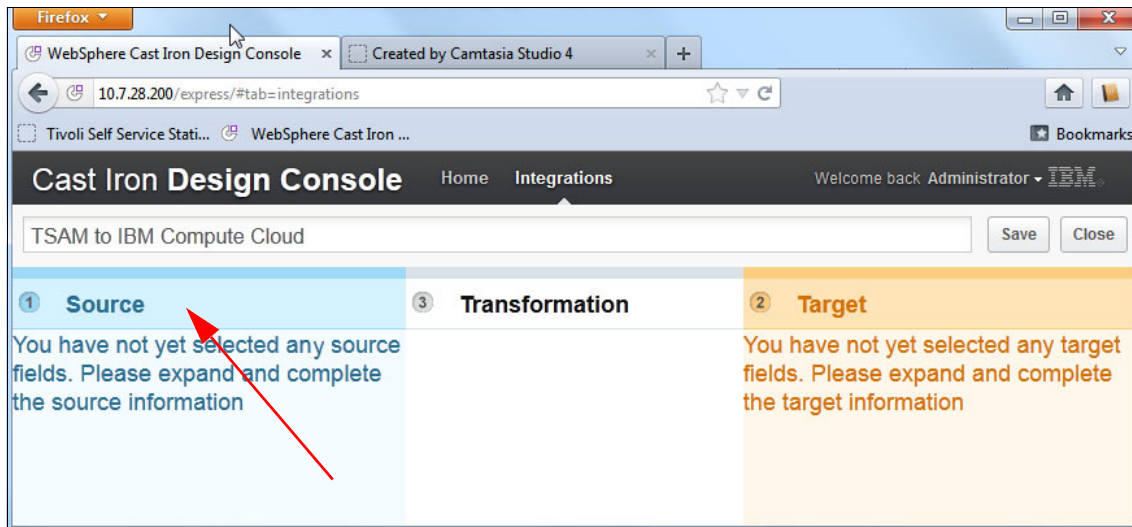 Firefox
WebSphere Cast Iron Design Console
Created by Camtasia Studio 4
10.7.28.200/express/#tab=integrations
Tivoli Self Service Stati... WebSphere Cast Iron ... Bookmarks
Cast Iron Design Console Home Integrations Welcome back Administrator IBM
TSAM to IBM Compute Cloud Save Close
1 Source 3 Transformation 2 Target
You have not yet selected any source
fields. Please expand and complete
the source information
You have not yet selected any target
fields. Please expand and complete
the target information